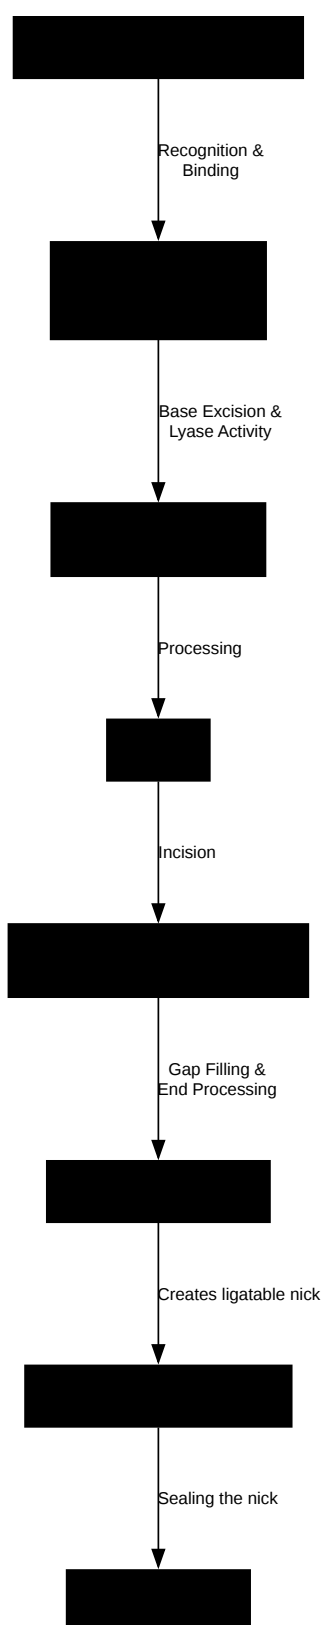 Recognition &
Binding
Base Excision &
Lyase Activity
Processing
Incision
Gap Filling &
End Processing
Creates ligatable nick
Sealing the nick